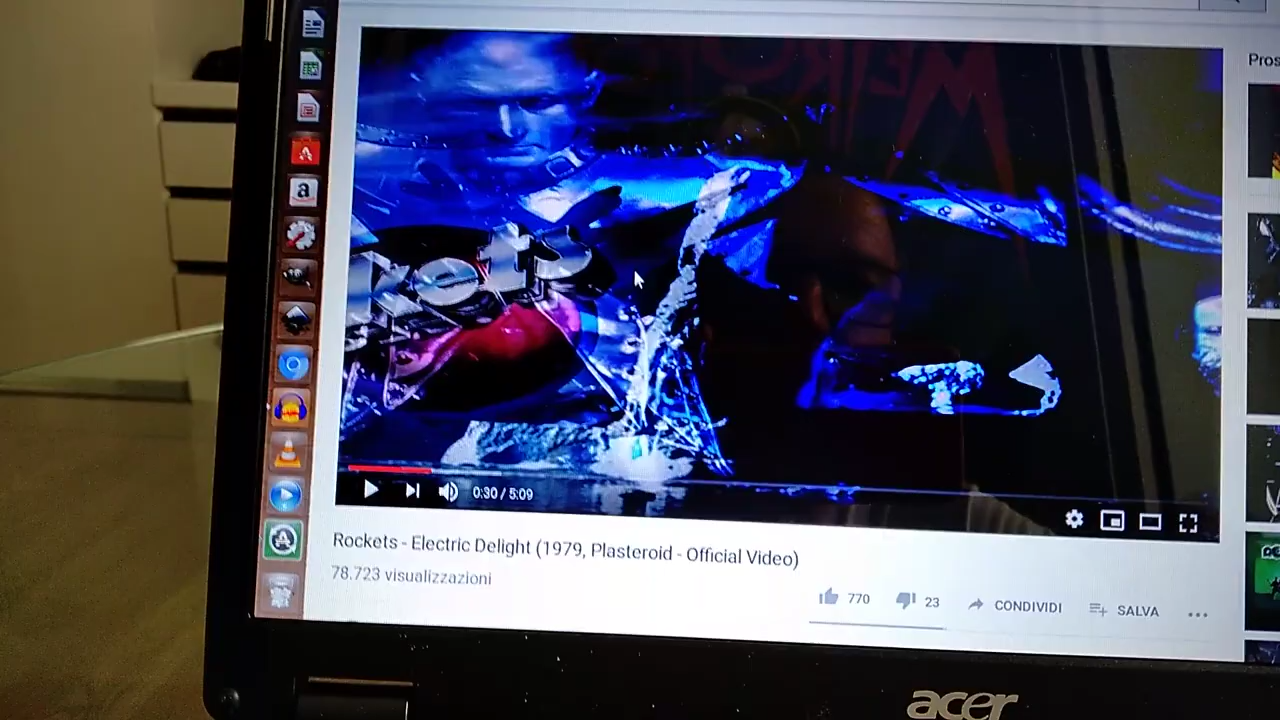 Pros
kets
0:30 / 5:09
Rockets - Electric Delight (1979, Plasteroid - Official Video)
78.723 visualizzazioni
770
23
CONDIVIDI
SALVA
acer